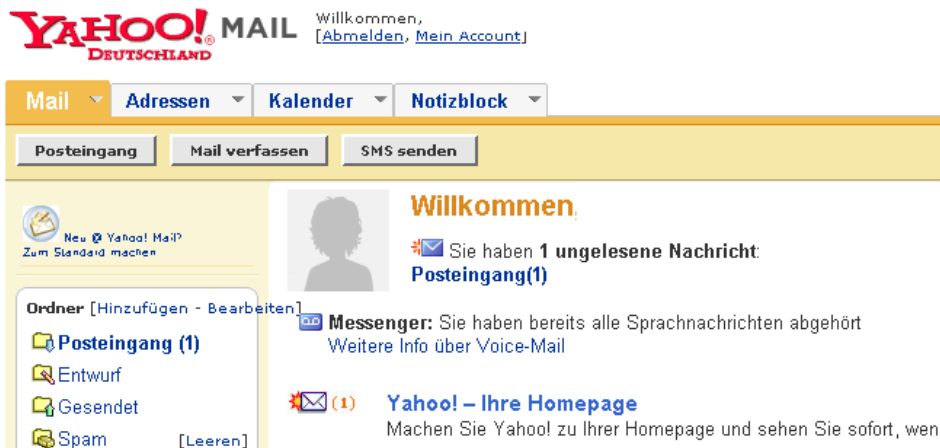 YAHOO! MAIL
DEUTSCHLAND
Willkommen,
[Abmelden, Mein Account]
Mail Adressen Kalender Notizblock
Posteingang Mail verfassen SMS senden
Neu @ Yahoo! Mail?
Zum Standard machen
Ordner [Hinzufügen - Bearbeiten]
Posteingang (1)
Entwurf
Gesendet
Spam [Leeren]
Willkommen,
Sie haben 1 ungelesene Nachricht:
Posteingang(1)
Messenger: Sie haben bereits alle Sprachnachrichten abgehört
Weitere Info über Voice-Mail
(1) Yahoo! – Ihre Homepage
Machen Sie Yahoo! zu Ihrer Homepage und sehen Sie sofort, wen